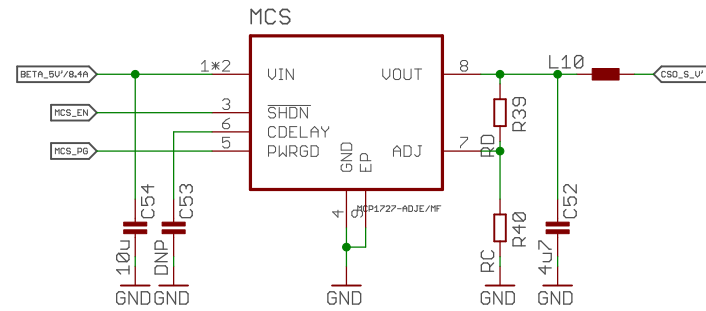 MCS
BETA_5V'/8.4A
1*2
VIN
VOUT
8
L10
CSO_S_V'
MCS_EN
3
SHDN
6
CDELAY
R39
RD
MCS_PG
5
PWRGD
GND
EP
ADJ
7
4
9
MCP1727-ADJE/MF
C54
10u
C53
DNP
R40
RC
C52
4u7
GND
GND
GND
GND
GND